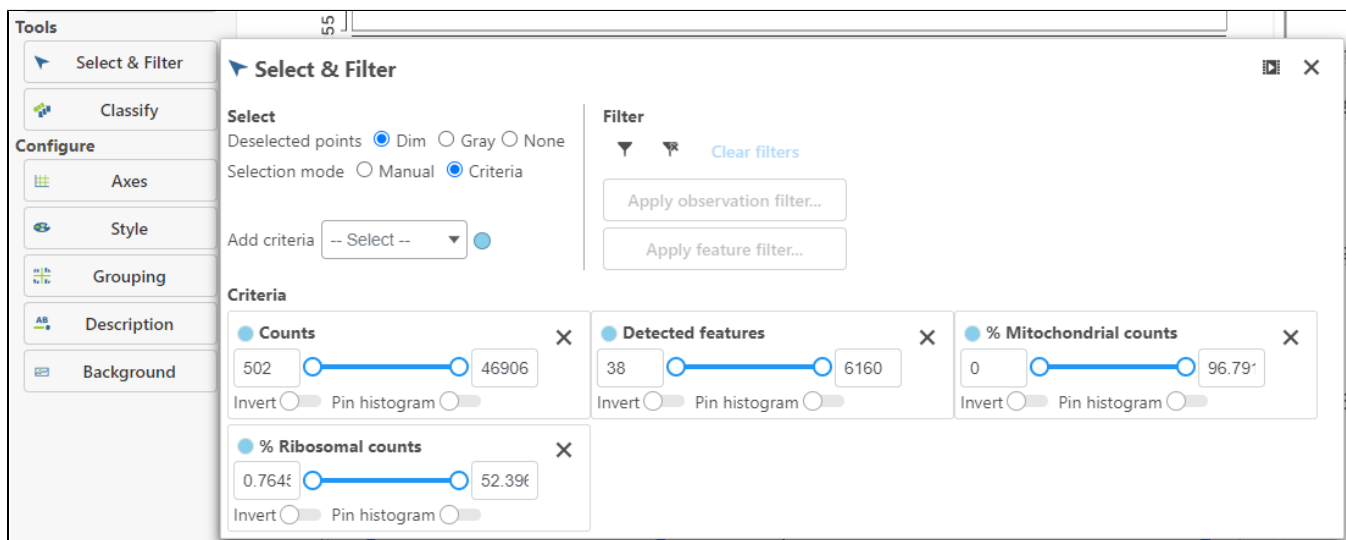 Tools
Select & Filter
Classify
Configure
Axes
Style
Grouping
Description
Background
55
Select & Filter
Select
Deselected points Dim Gray None
Selection mode Manual Criteria
Add criteria -- Select --
Filter
Clear filters
Apply observation filter...
Apply feature filter...
Criteria
Counts
502 46906
Invert Pin histogram
Detected features
38 6160
Invert Pin histogram
% Mitochondrial counts
0 96.791
Invert Pin histogram
% Ribosomal counts
0.7645 52.396
Invert Pin histogram